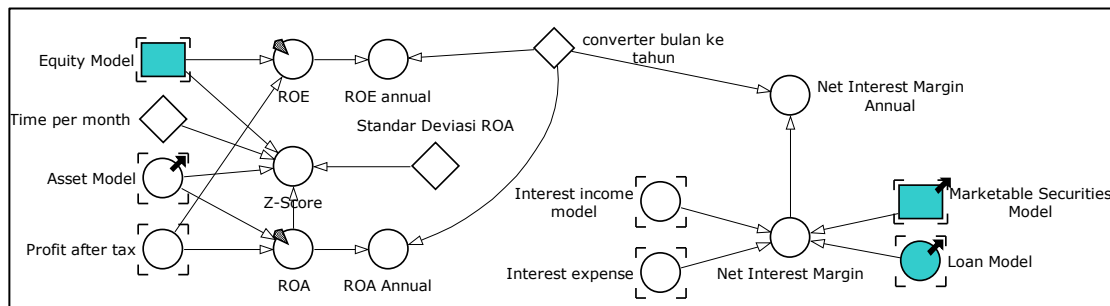 Equity Model
ROE
ROE annual
converter bulan ke
tahun
Net Interest Margin
Annual
Time per month
Standar Deviasi ROA
Asset Model
Z-Score
Interest income
model
Marketable Securities
Model
Profit after tax
ROA
ROA Annual
Interest expense
Net Interest Margin
Loan Model